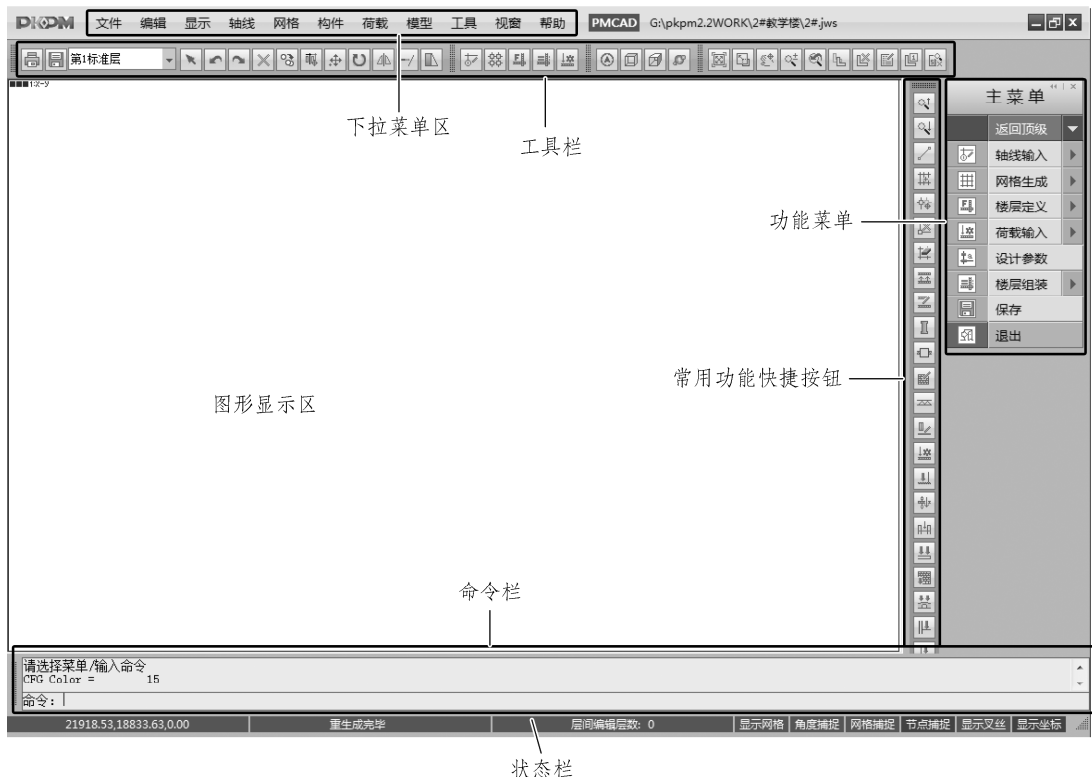 PKPM 文件 编辑 显示 轴线 网格 构件 荷载 模型 工具 视窗 帮助 PMCAD G:\pkpm2.2WORK\2#教学楼\2#.jws
第1标准层
下拉菜单区
工具栏
主菜单
返回顶级
轴线输入
网格生成
楼层定义
荷载输入
设计参数
楼层组装
保存
退出
功能菜单
常用功能快捷按钮
图形显示区
命令栏
请选择菜单/输入命令
CFG Color = 15
命令:
21918.53,18833.63,0.00 重生成完毕 层间编辑层数: 0 显示网格 角度捕捉 网格捕捉 节点捕捉 显示叉丝 显示坐标
状态栏